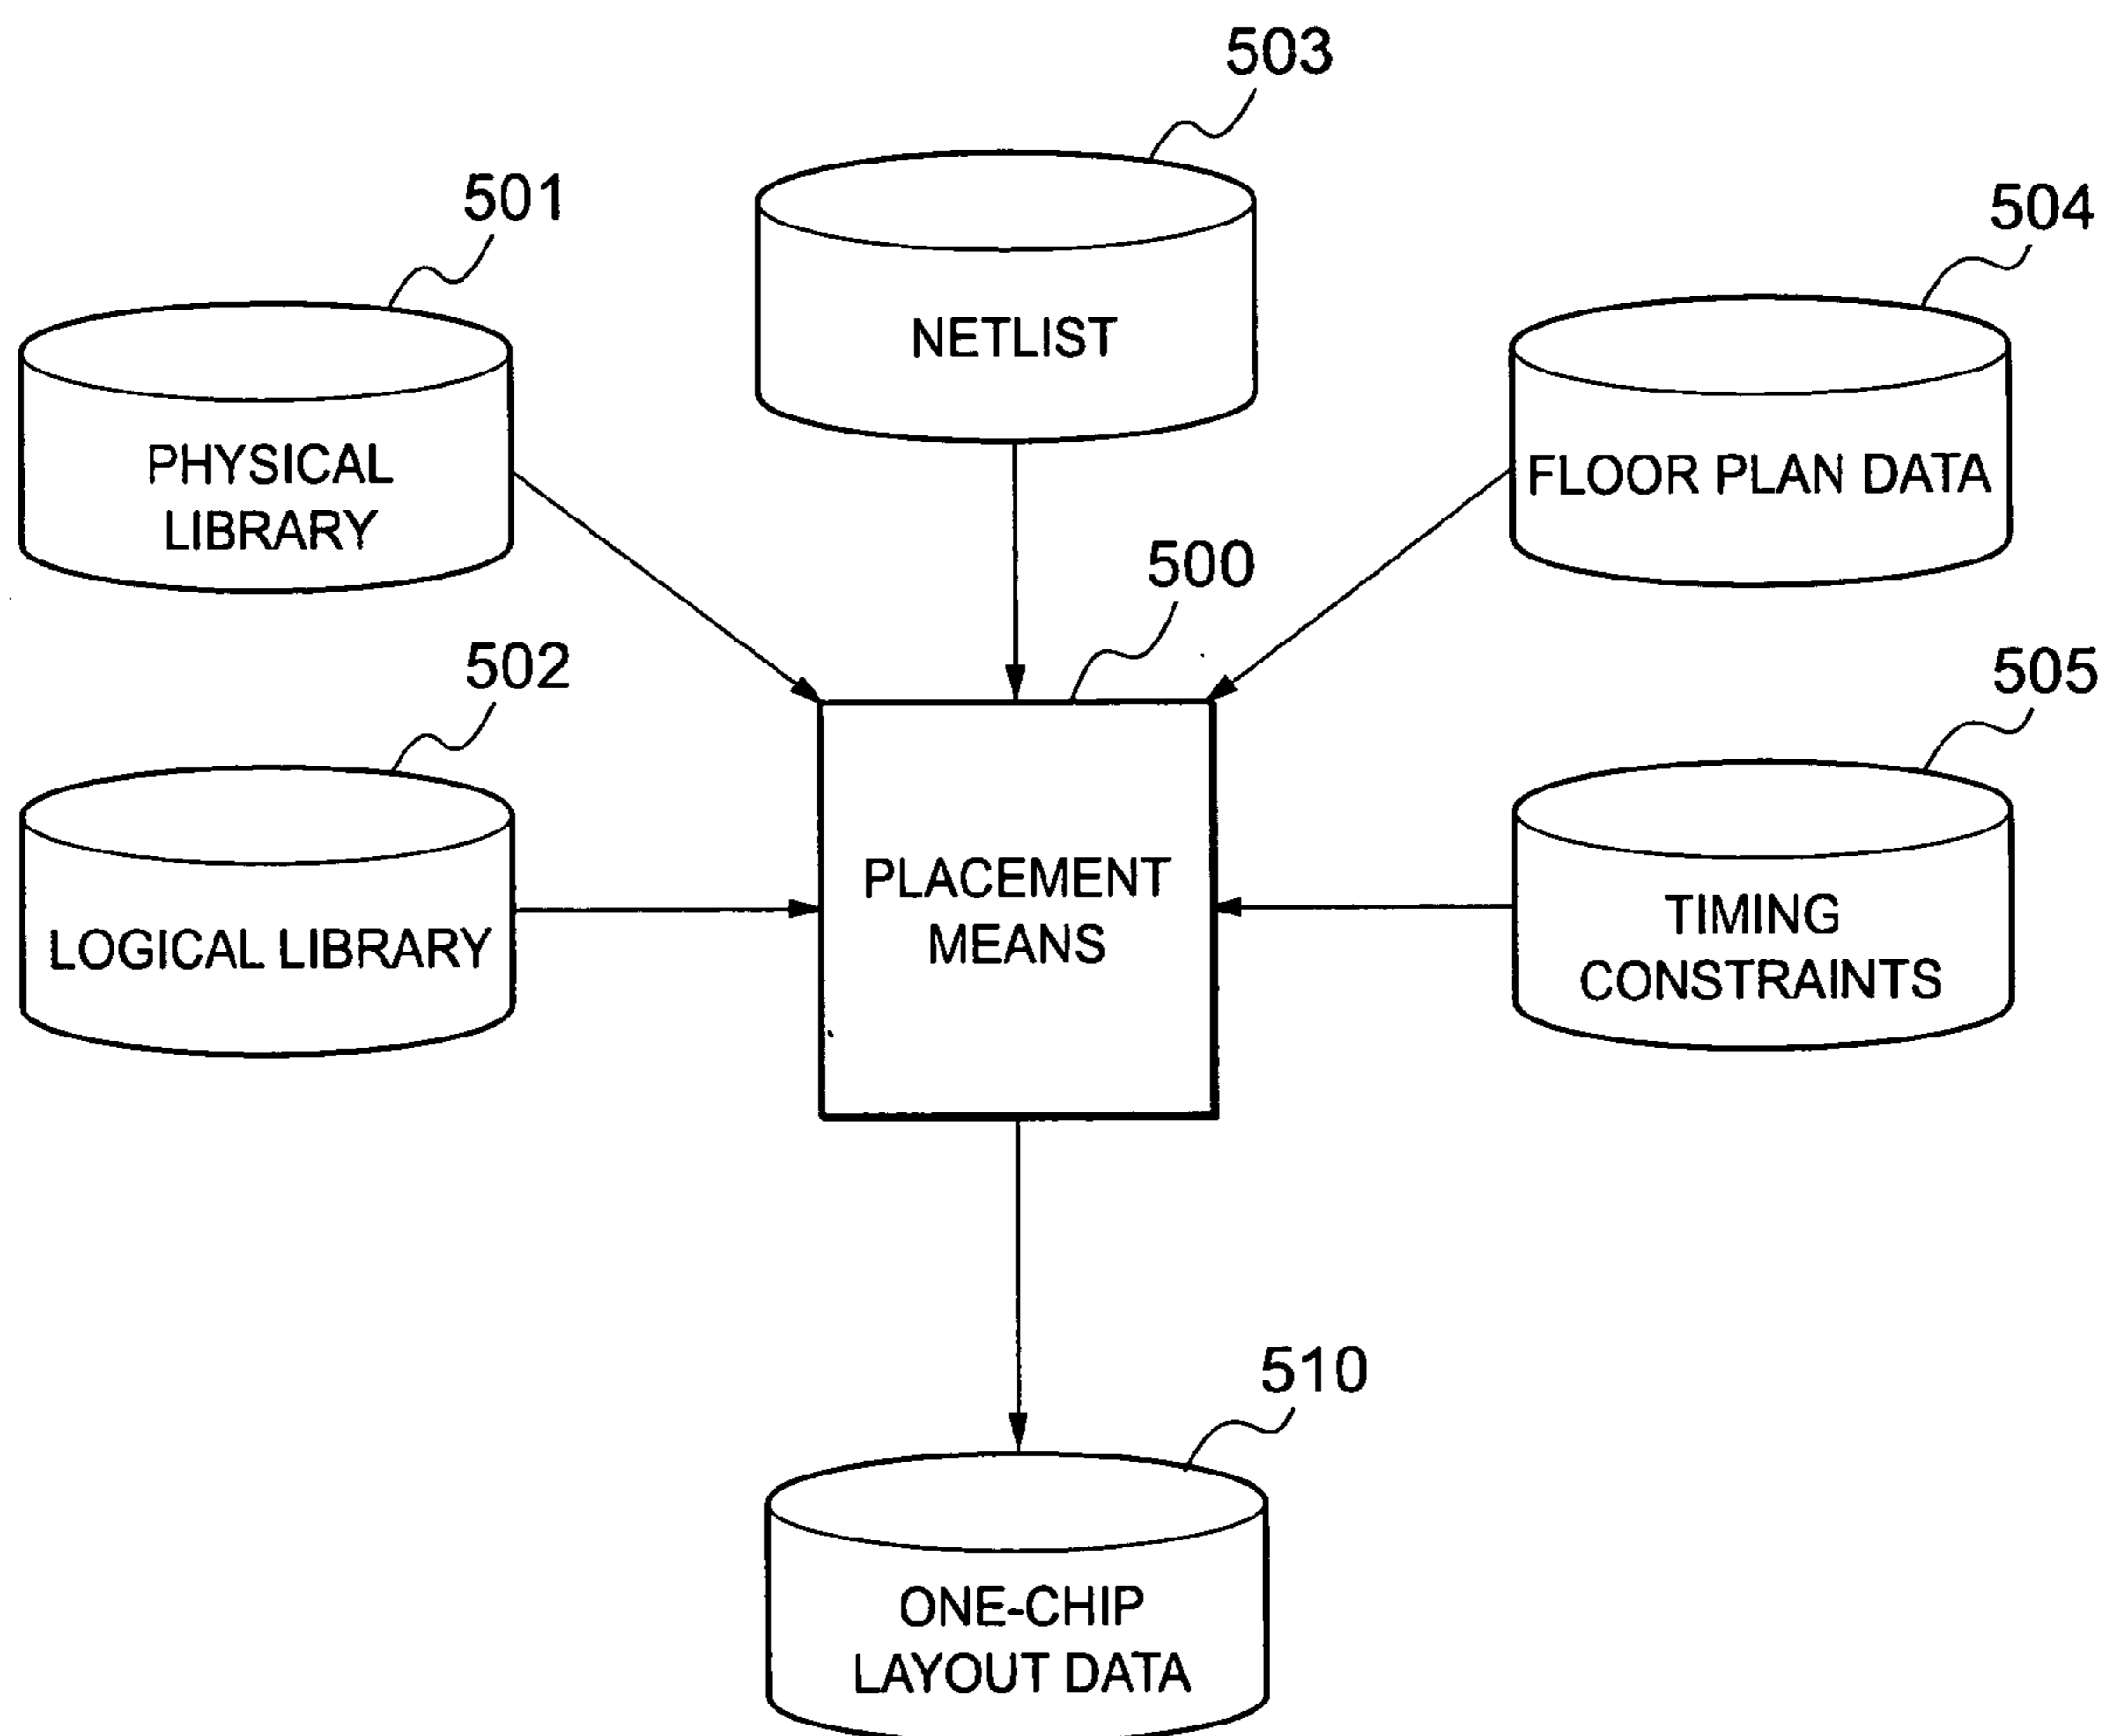 503
501
504
NETLIST
PHYSICAL
LIBRARY
FLOOR PLAN DATA
500
502
505
PLACEMENT
MEANS
LOGICAL LIBRARY
TIMING
CONSTRAINTS
510
ONE-CHIP
LAYOUT DATA